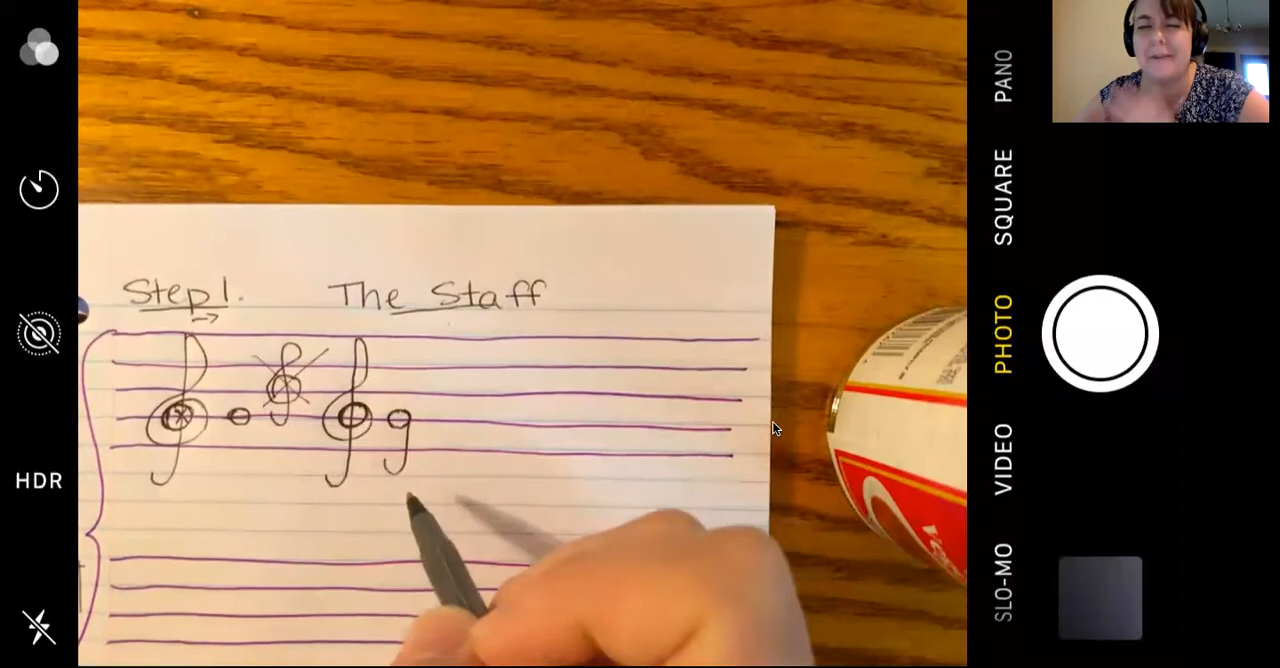 Step 1. The Staff
g
HDR
PANO
SQUARE
PHOTO
VIDEO
SLO-MO